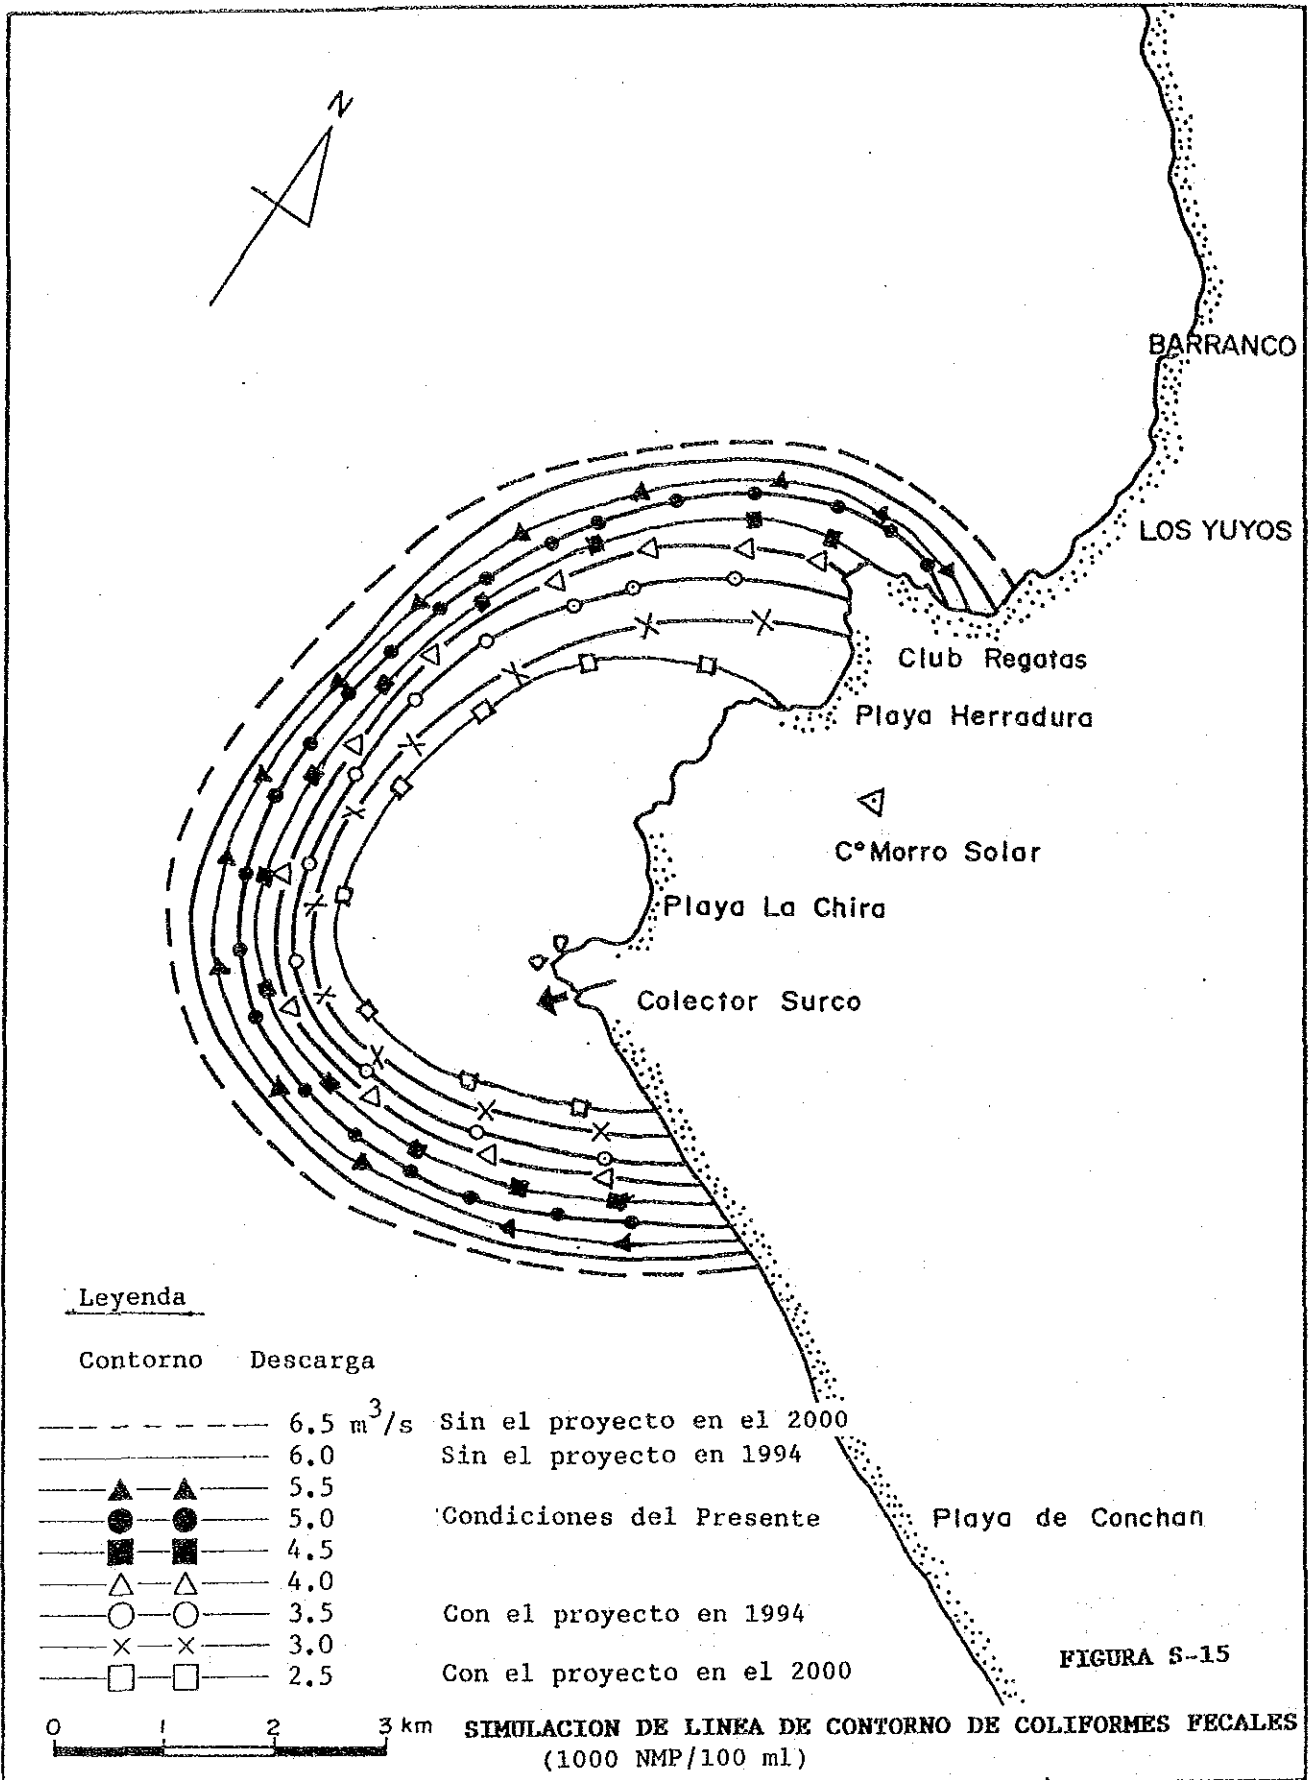 N
BARRANCO
LOS YUYOS
Club Regatas
Playa Herradura
C° Morro Solar
Playa La Chira
Colector Surco
Playa de Conchan
Leyenda
Contorno Descarga
6.5 m³/s Sin el proyecto en el 2000
6.0 Sin el proyecto en 1994
5.5
5.0 Condiciones del Presente
4.5
4.0
3.5 Con el proyecto en 1994
3.0
2.5 Con el proyecto en el 2000
FIGURA S-15
0 1 2 3 km
SIMULACION DE LINEA DE CONTORNO DE COLIFORMES FECALES
(1000 NMP/100 ml)